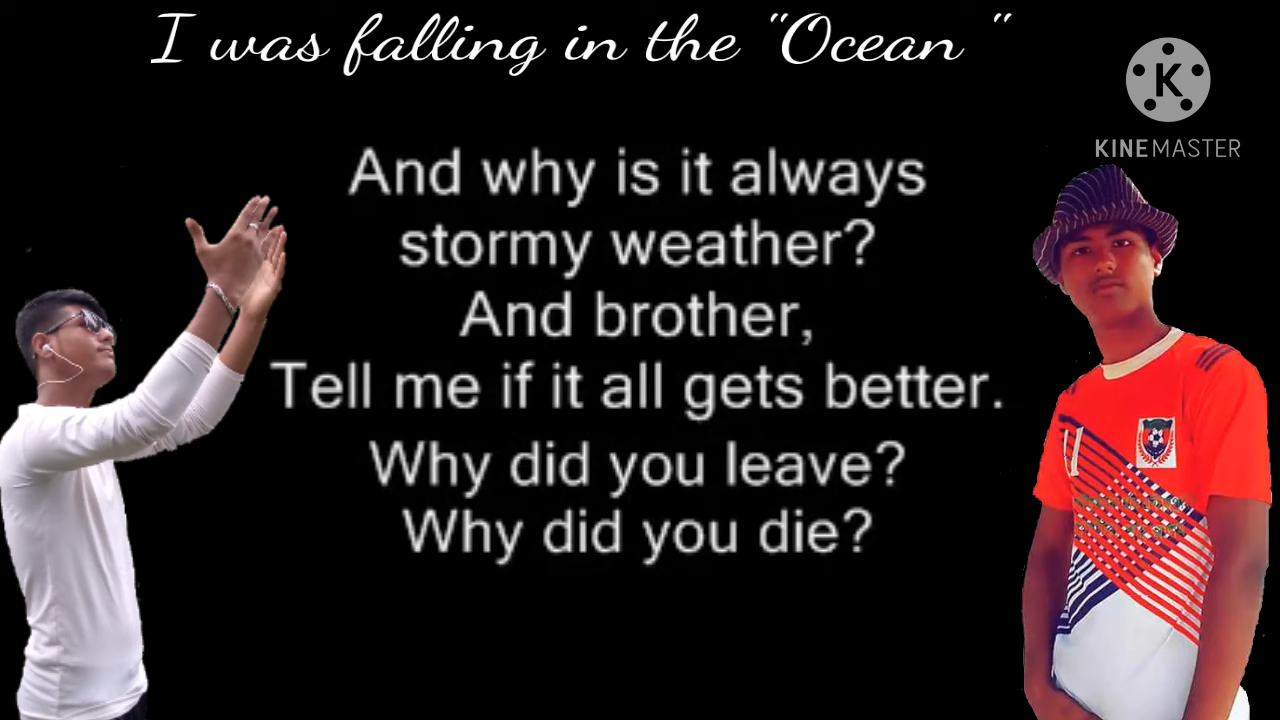 I was falling in the "Ocean "
K
KINEMASTER
And why is it always
stormy weather?
And brother,
Tell me if it all gets better.
Why did you leave?
Why did you die?